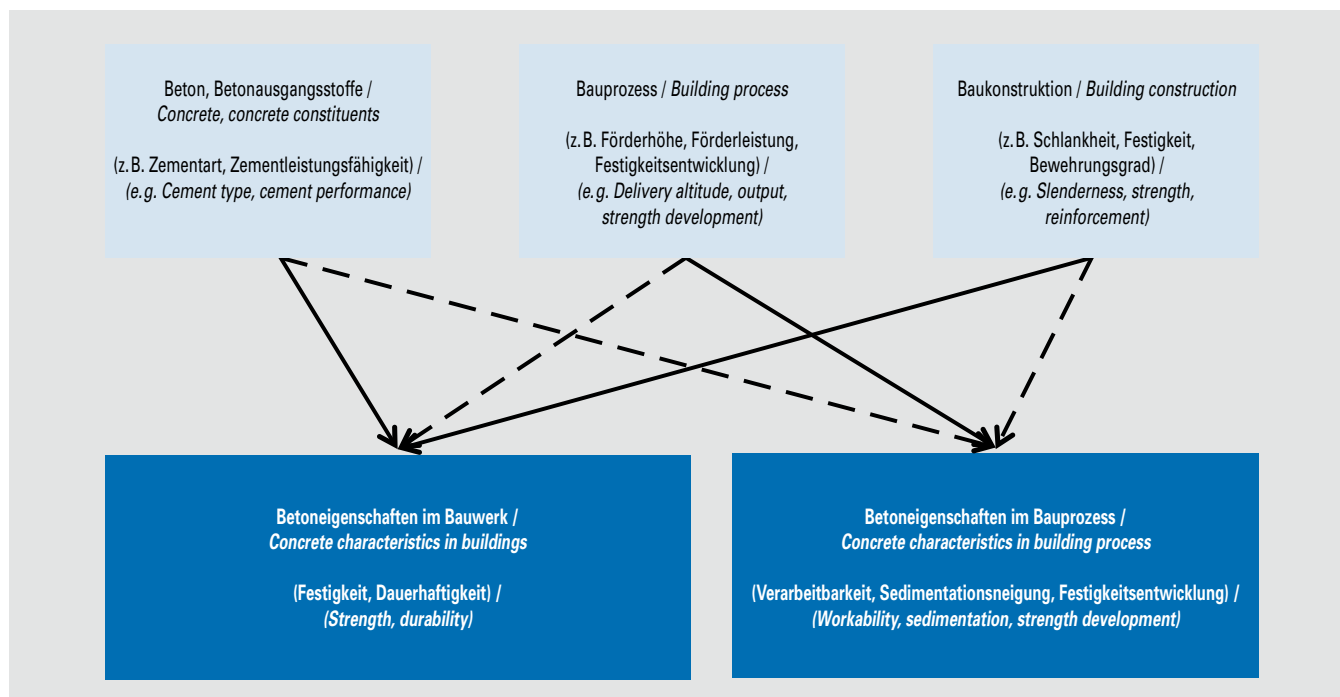 Beton, Betonausgangsstoffe /
Concrete, concrete constituents
(z.B. Zementart, Zementleistungsfähigkeit) /
(e.g. Cement type, cement performance)
Bauprozess / Building process
(z.B. Förderhöhe, Förderleistung,
Festigkeitsentwicklung) /
(e.g. Delivery altitude, output,
strength development)
Baukonstruktion / Building construction
(z.B. Schlankheit, Festigkeit,
Bewehrungsgrad) /
(e.g. Slenderness, strength,
reinforcement)
Betoneigenschaften im Bauwerk /
Concrete characteristics in buildings
(Festigkeit, Dauerhaftigkeit) /
(Strength, durability)
Betoneigenschaften im Bauprozess /
Concrete characteristics in building process
(Verarbeitbarkeit, Sedimentationsneigung, Festigkeitsentwicklung) /
(Workability, sedimentation, strength development)